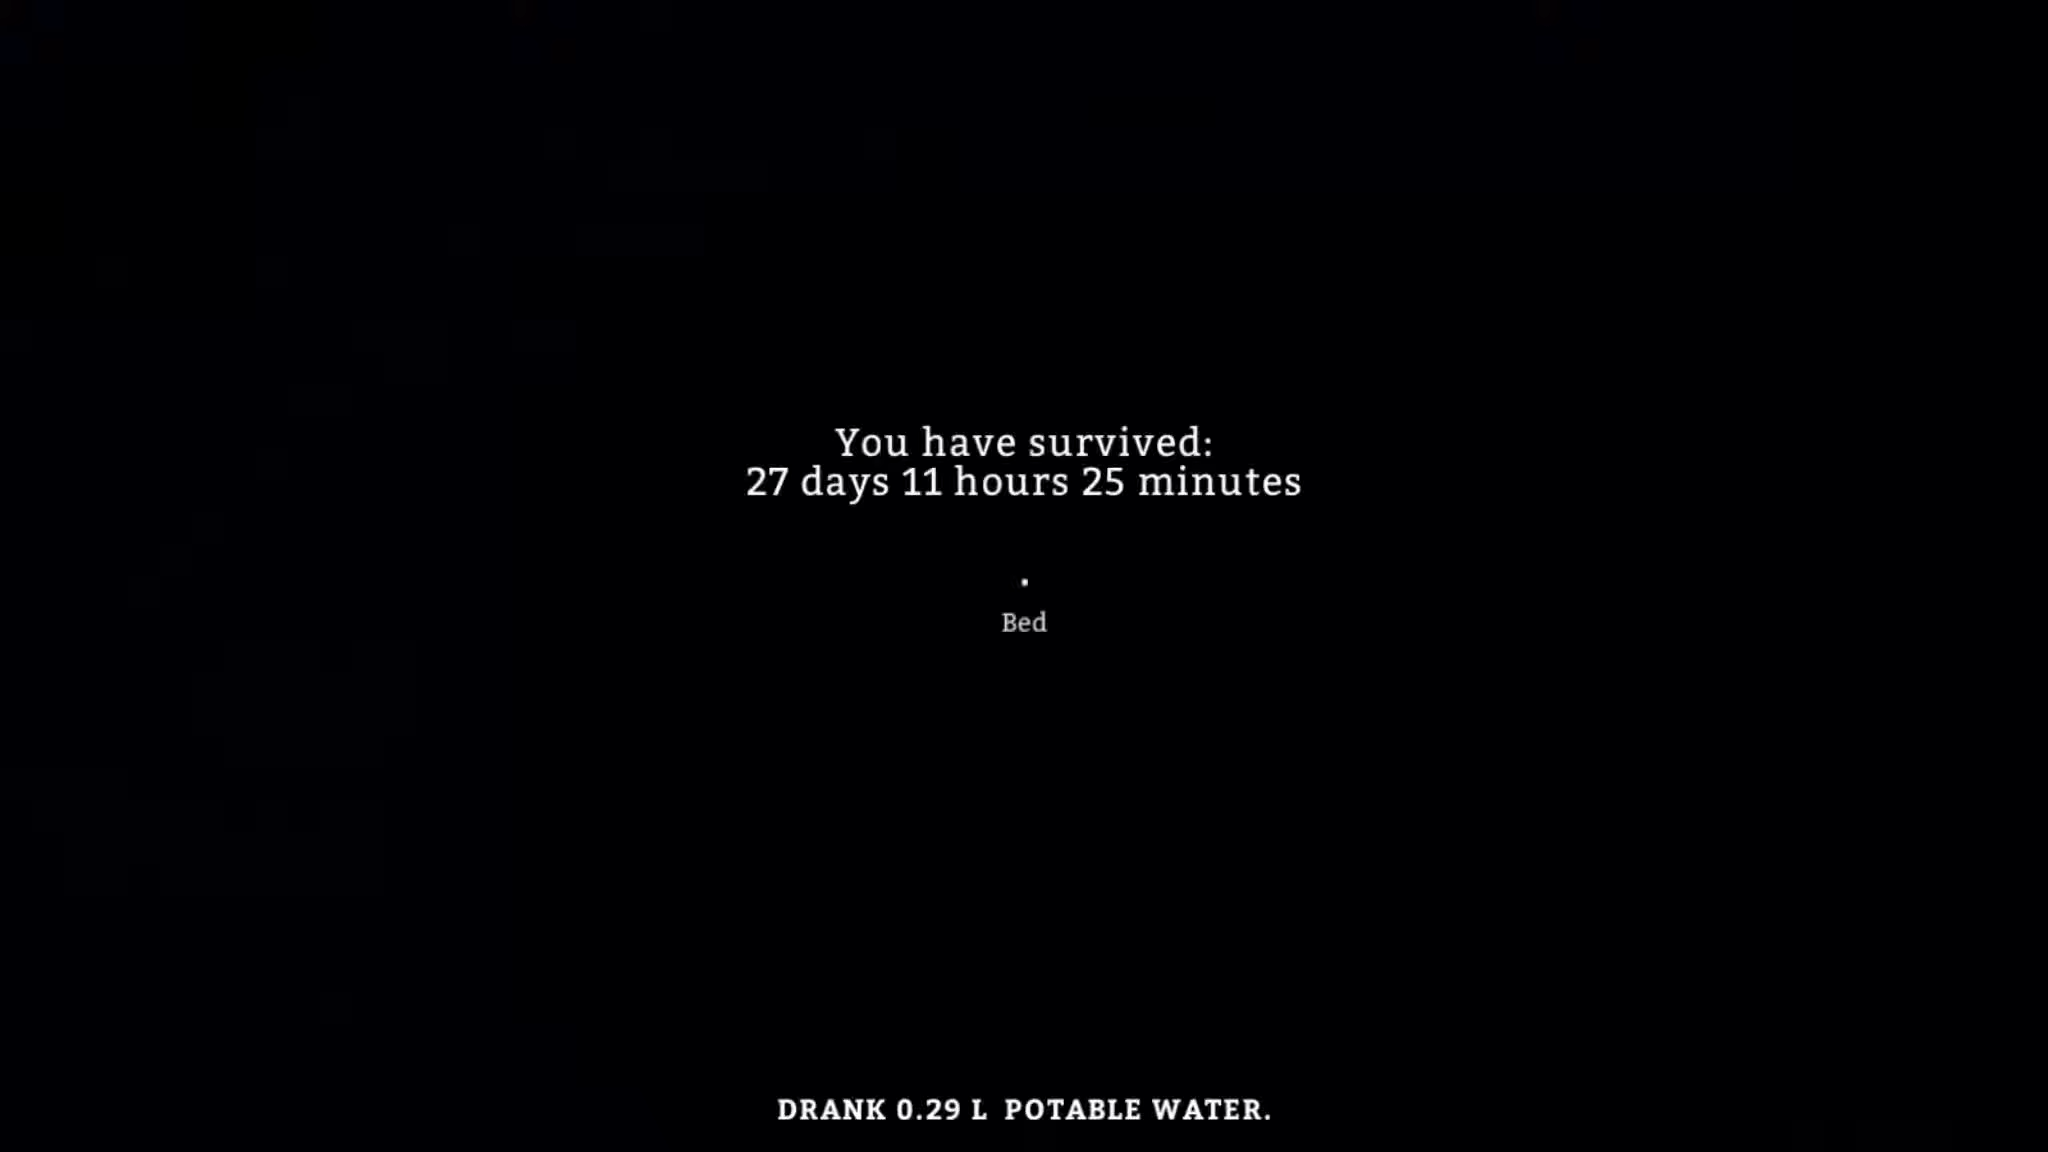 You have survived:
27 days 11 hours 25 minutes
Bed
DRANK 0.29 L POTABLE WATER.